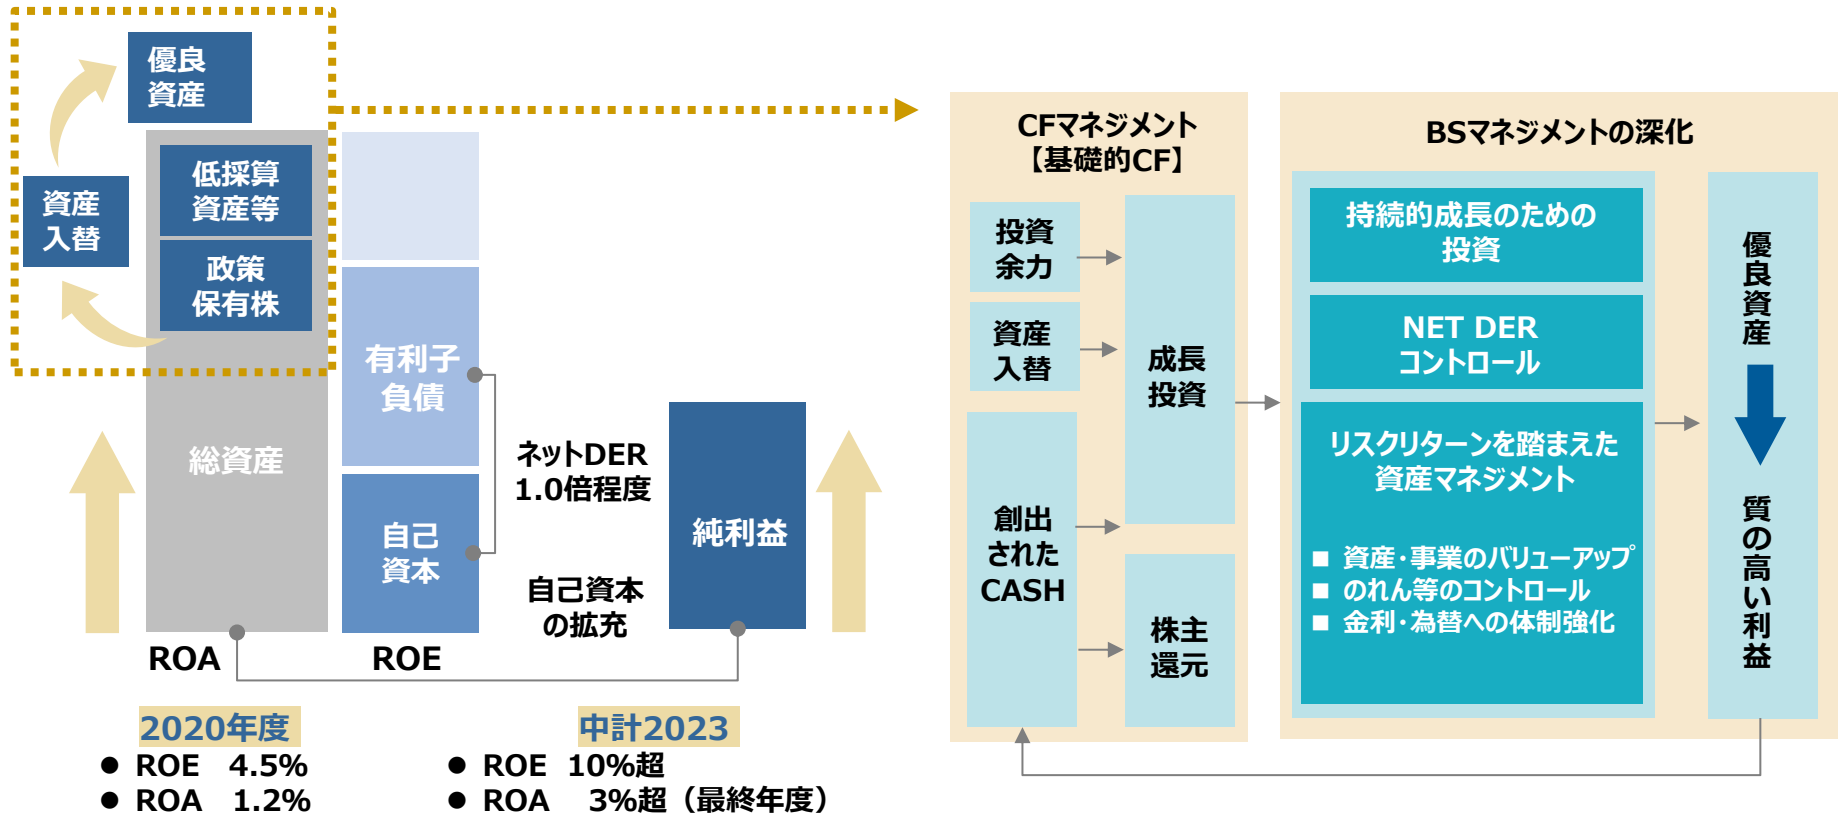 優良
資産
低採算
資産等
資産
入替
政策
保有株
総資産
有利子
負債
自己
資本
ネットDER
1.0倍程度
自己資本
の拡充
純利益
ROA
ROE
2020年度
● ROE 4.5%
● ROA 1.2%
中計2023
● ROE 10%超
● ROA 3%超（最終年度）
CFマネジメント
【基礎的CF】
投資
余力
資産
入替
創出
された
CASH
成長
投資
株主
還元
BSマネジメントの深化
持続的成長のための
投資
NET DER
コントロール
リスクリターンを踏まえた
資産マネジメント
■ 資産・事業のバリューアップ
■ のれん等のコントロール
■ 金利・為替への体制強化
優良資産
質の高い利益